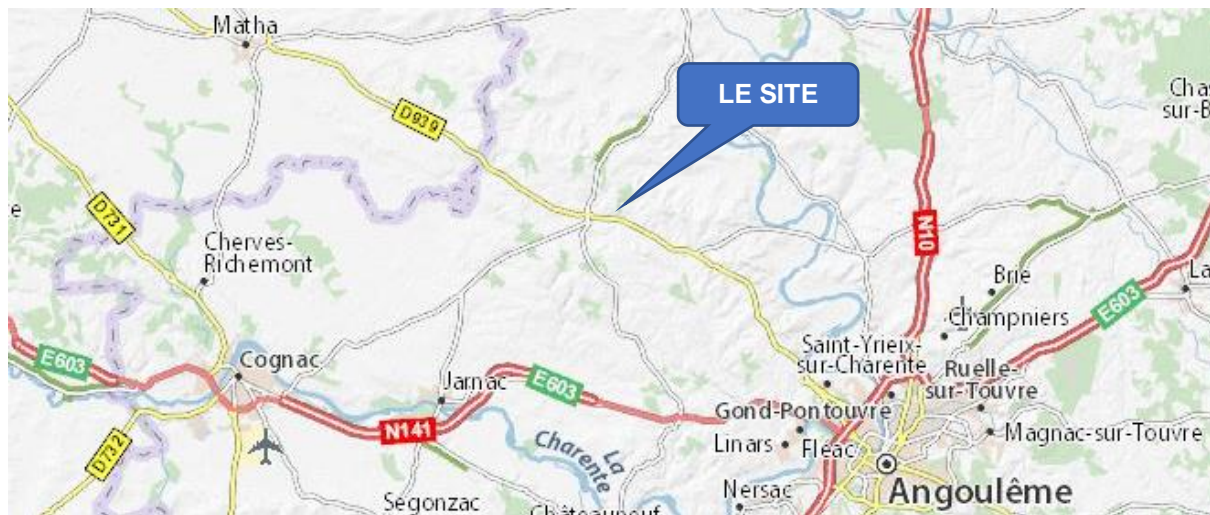 Matha
LE SITE
Chas
sur-B
D939
D731
e
Cherves-
Richemont
N10
Brie
La
E603
Champniers
E603
Cognac
Saint-Yrieix-
sur-Charente
Jarnac
E603
Ruelle-
sur-Touvre
Gond-Pontouvre
N141
Linars
Fléac
Magnac-sur-Touvre
D732
La
Charente
Angoulême
Nersac
Segonzac
Châteauneuf